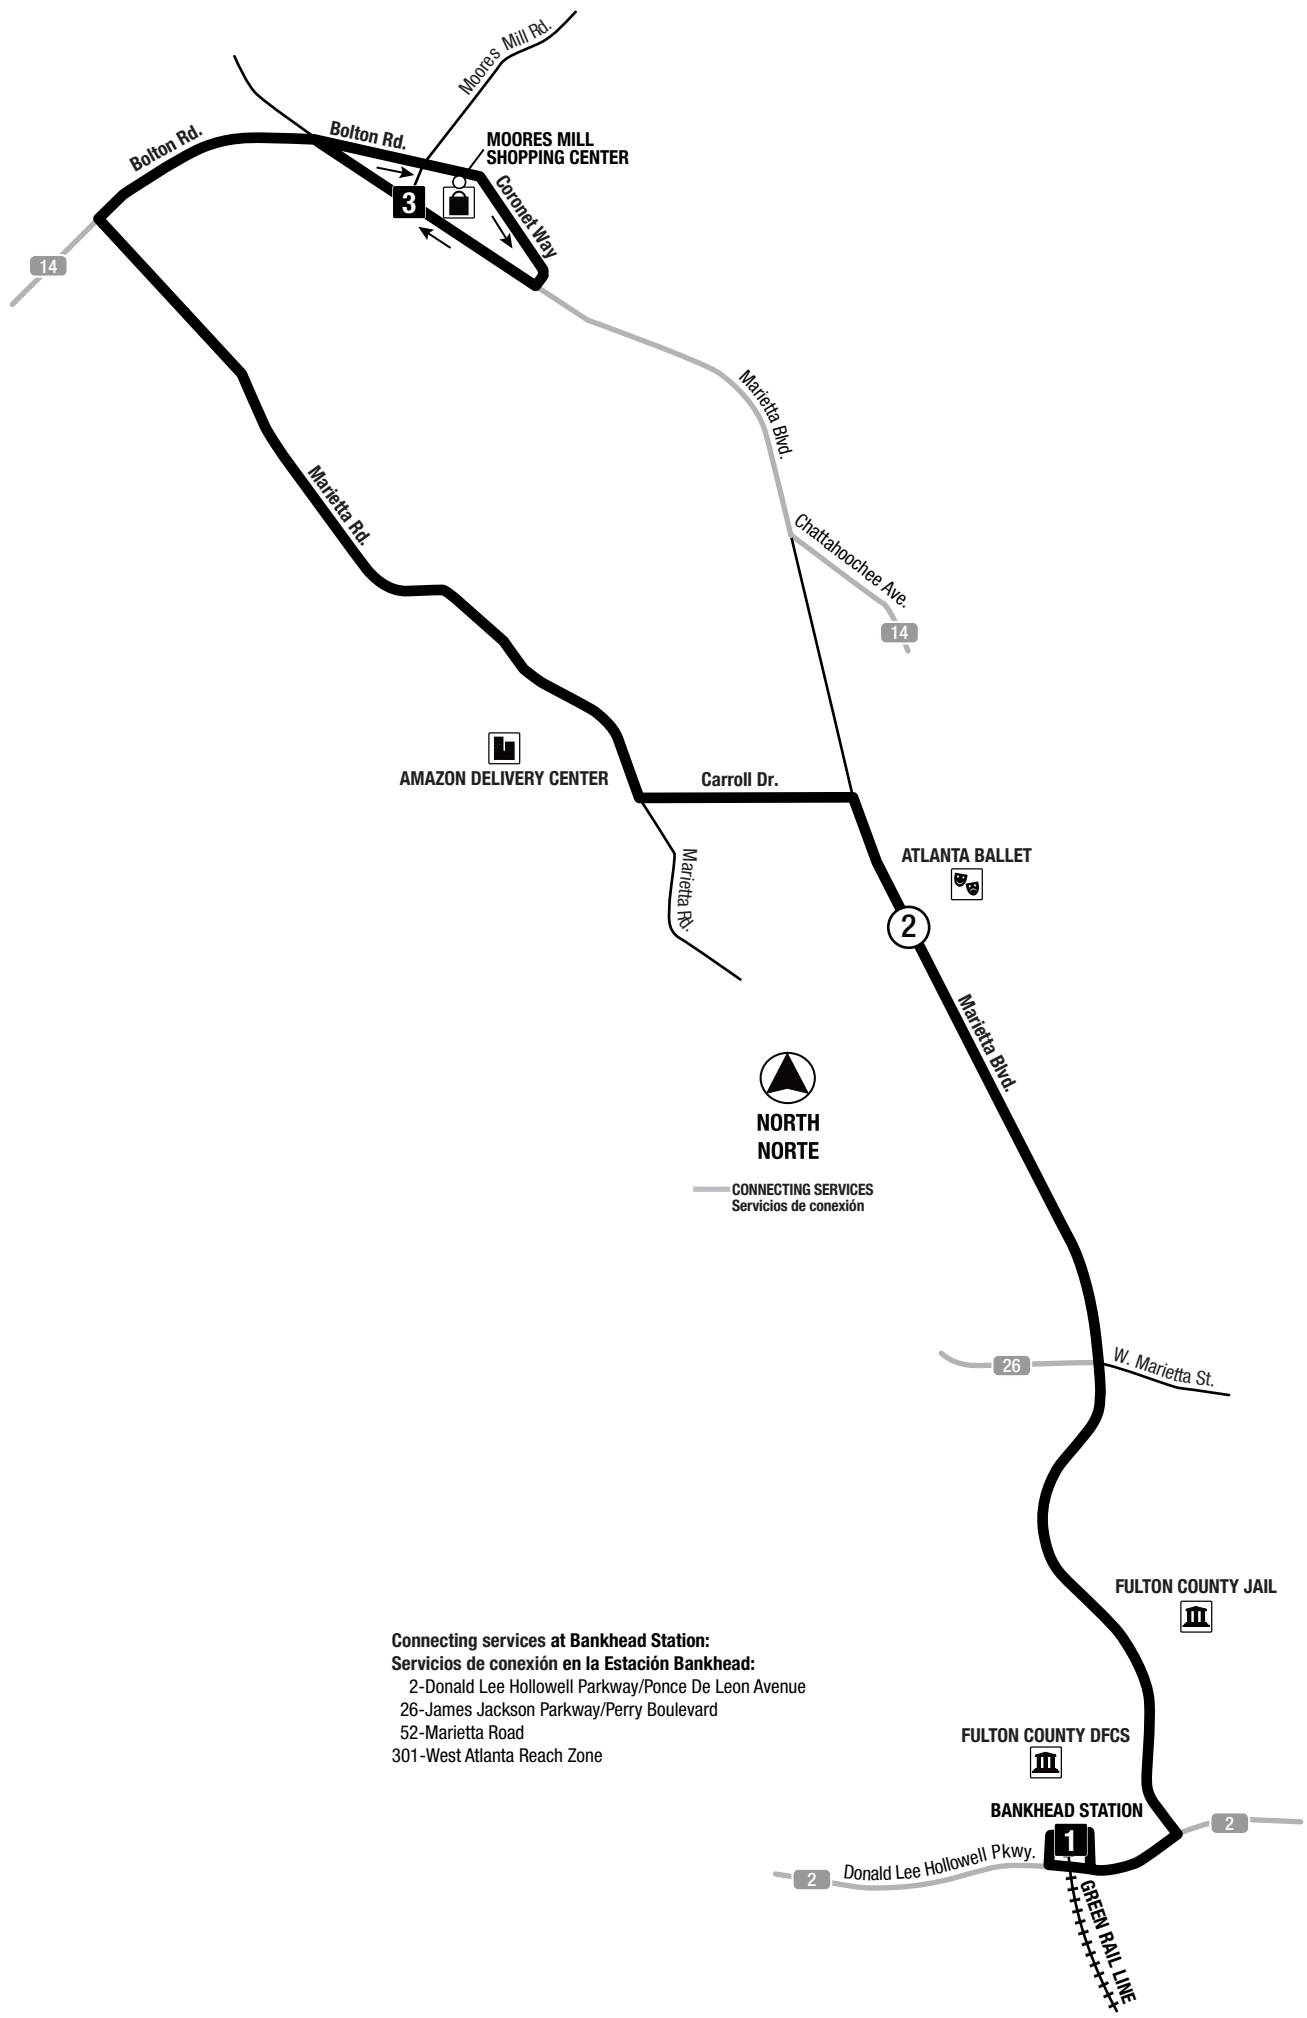 Moores Mill Rd.
Bolton Rd.
Bolton Rd.
MOORES MILL
SHOPPING CENTER
3
Coronet Way
14
Marietta Blvd.
Marietta Rd.
Chattahoochee Ave.
14
AMAZON DELIVERY CENTER
Carroll Dr.
Marietta Rd.
ATLANTA BALLET
2
Marietta Blvd.
NORTH
NORTE
CONNECTING SERVICES
Servicios de conexión
26
W. Marietta St.
FULTON COUNTY JAIL
Connecting services at Bankhead Station:
Servicios de conexión en la Estación Bankhead:
2-Donald Lee Hollowell Parkway/Ponce De Leon Avenue
26-James Jackson Parkway/Perry Boulevard
52-Marietta Road
301-West Atlanta Reach Zone
FULTON COUNTY DFCS
BANKHEAD STATION
1
2
Donald Lee Hollowell Pkwy.
2
GREEN RAIL LINE